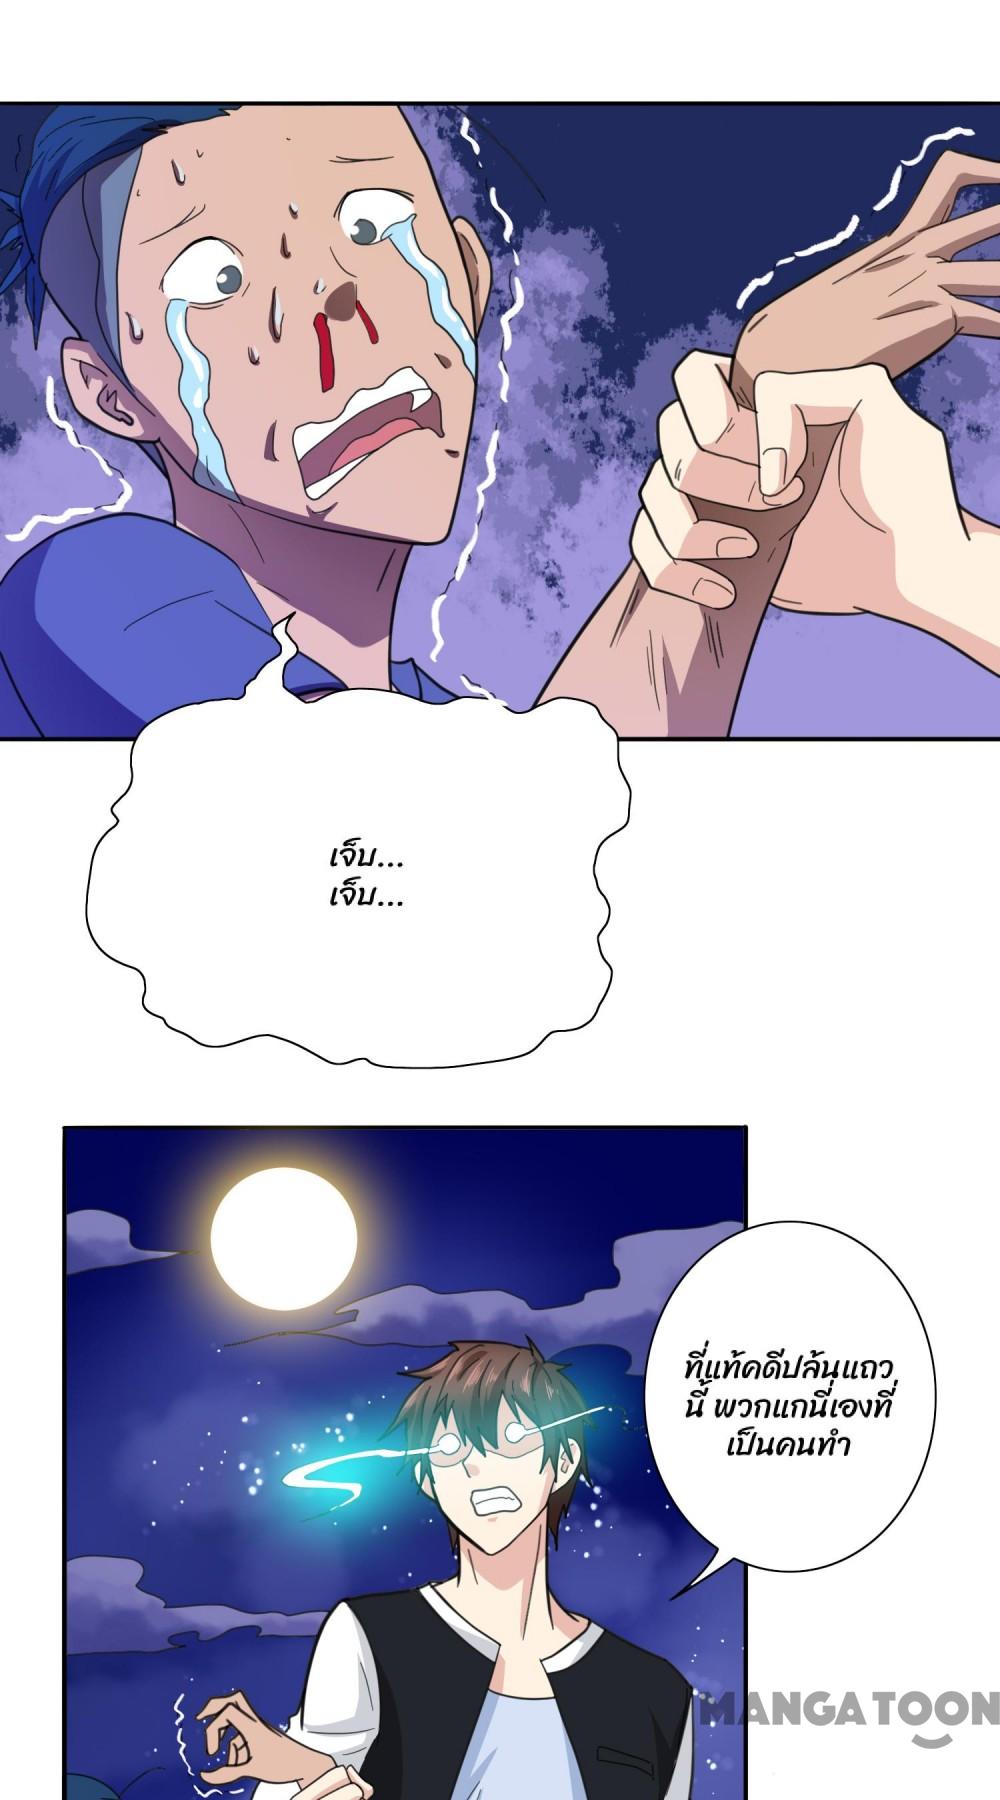 เจ็บ...
เจ็บ...
ที่แท้คดีปล้นแถว
นี้ พวกแกนี่เองที่
เป็นคนทำ
MANGATOON